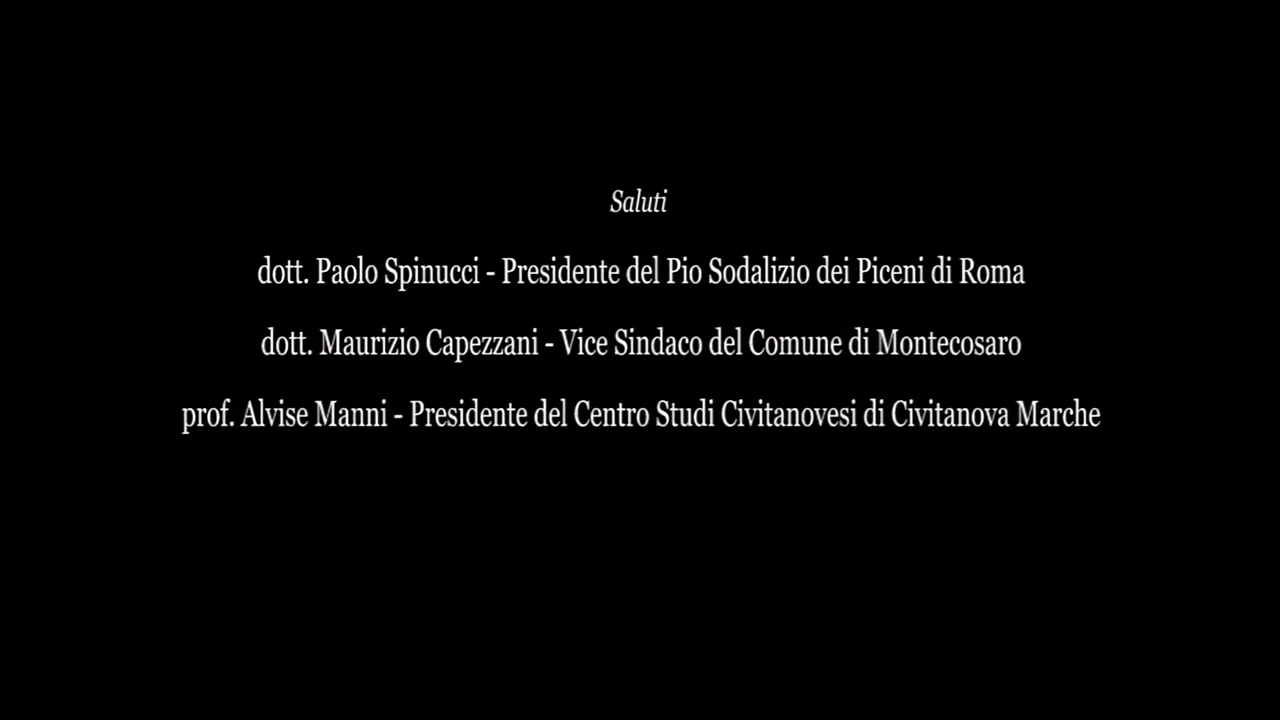 Saluti
dott. Paolo Spinucci - Presidente del Pio Sodalizio dei Piceni di Roma
dott. Maurizio Capezzani - Vice Sindaco del Comune di Montecosaro
prof. Alvise Manni - Presidente del Centro Studi Civitanovesi di Civitanova Marche